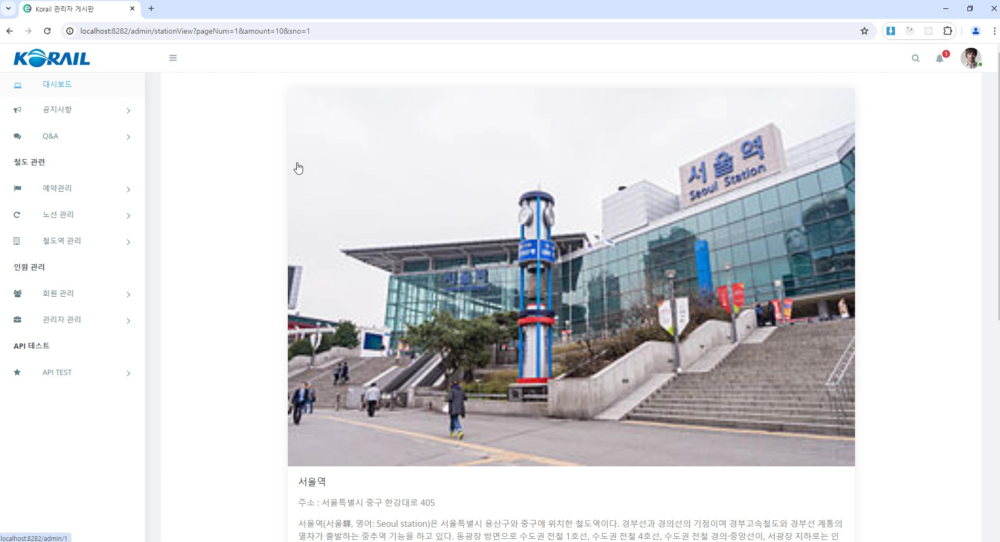 Korail 관리자 게시판
localhost:8282/admin/stationView?pageNum=1&amount=10&sno=1
KORAIL
1
대시보드
공지사항
Q&A
철도 관련
예약관리
노선 관리
철도역 관리
인원 관리
회원 관리
관리자 관리
API 테스트
API TEST
서울역
Seoul Station
서울역
서울역
주소 : 서울특별시 중구 한강대로 405
서울역(서울驛, 영어: Seoul station)은 서울특별시 용산구와 중구에 위치한 철도역이다. 경부선과 경의선의 기점이며 경부고속철도와 경부선 계통의
열차가 출발하는 중추역 기능을 하고 있다. 동광장 방면으로 수도권 전철 1호선, 수도권 전철 4호선, 수도권 전철 경의·중앙선이, 서광장 지하로는 인
localhost:8282/admin/1